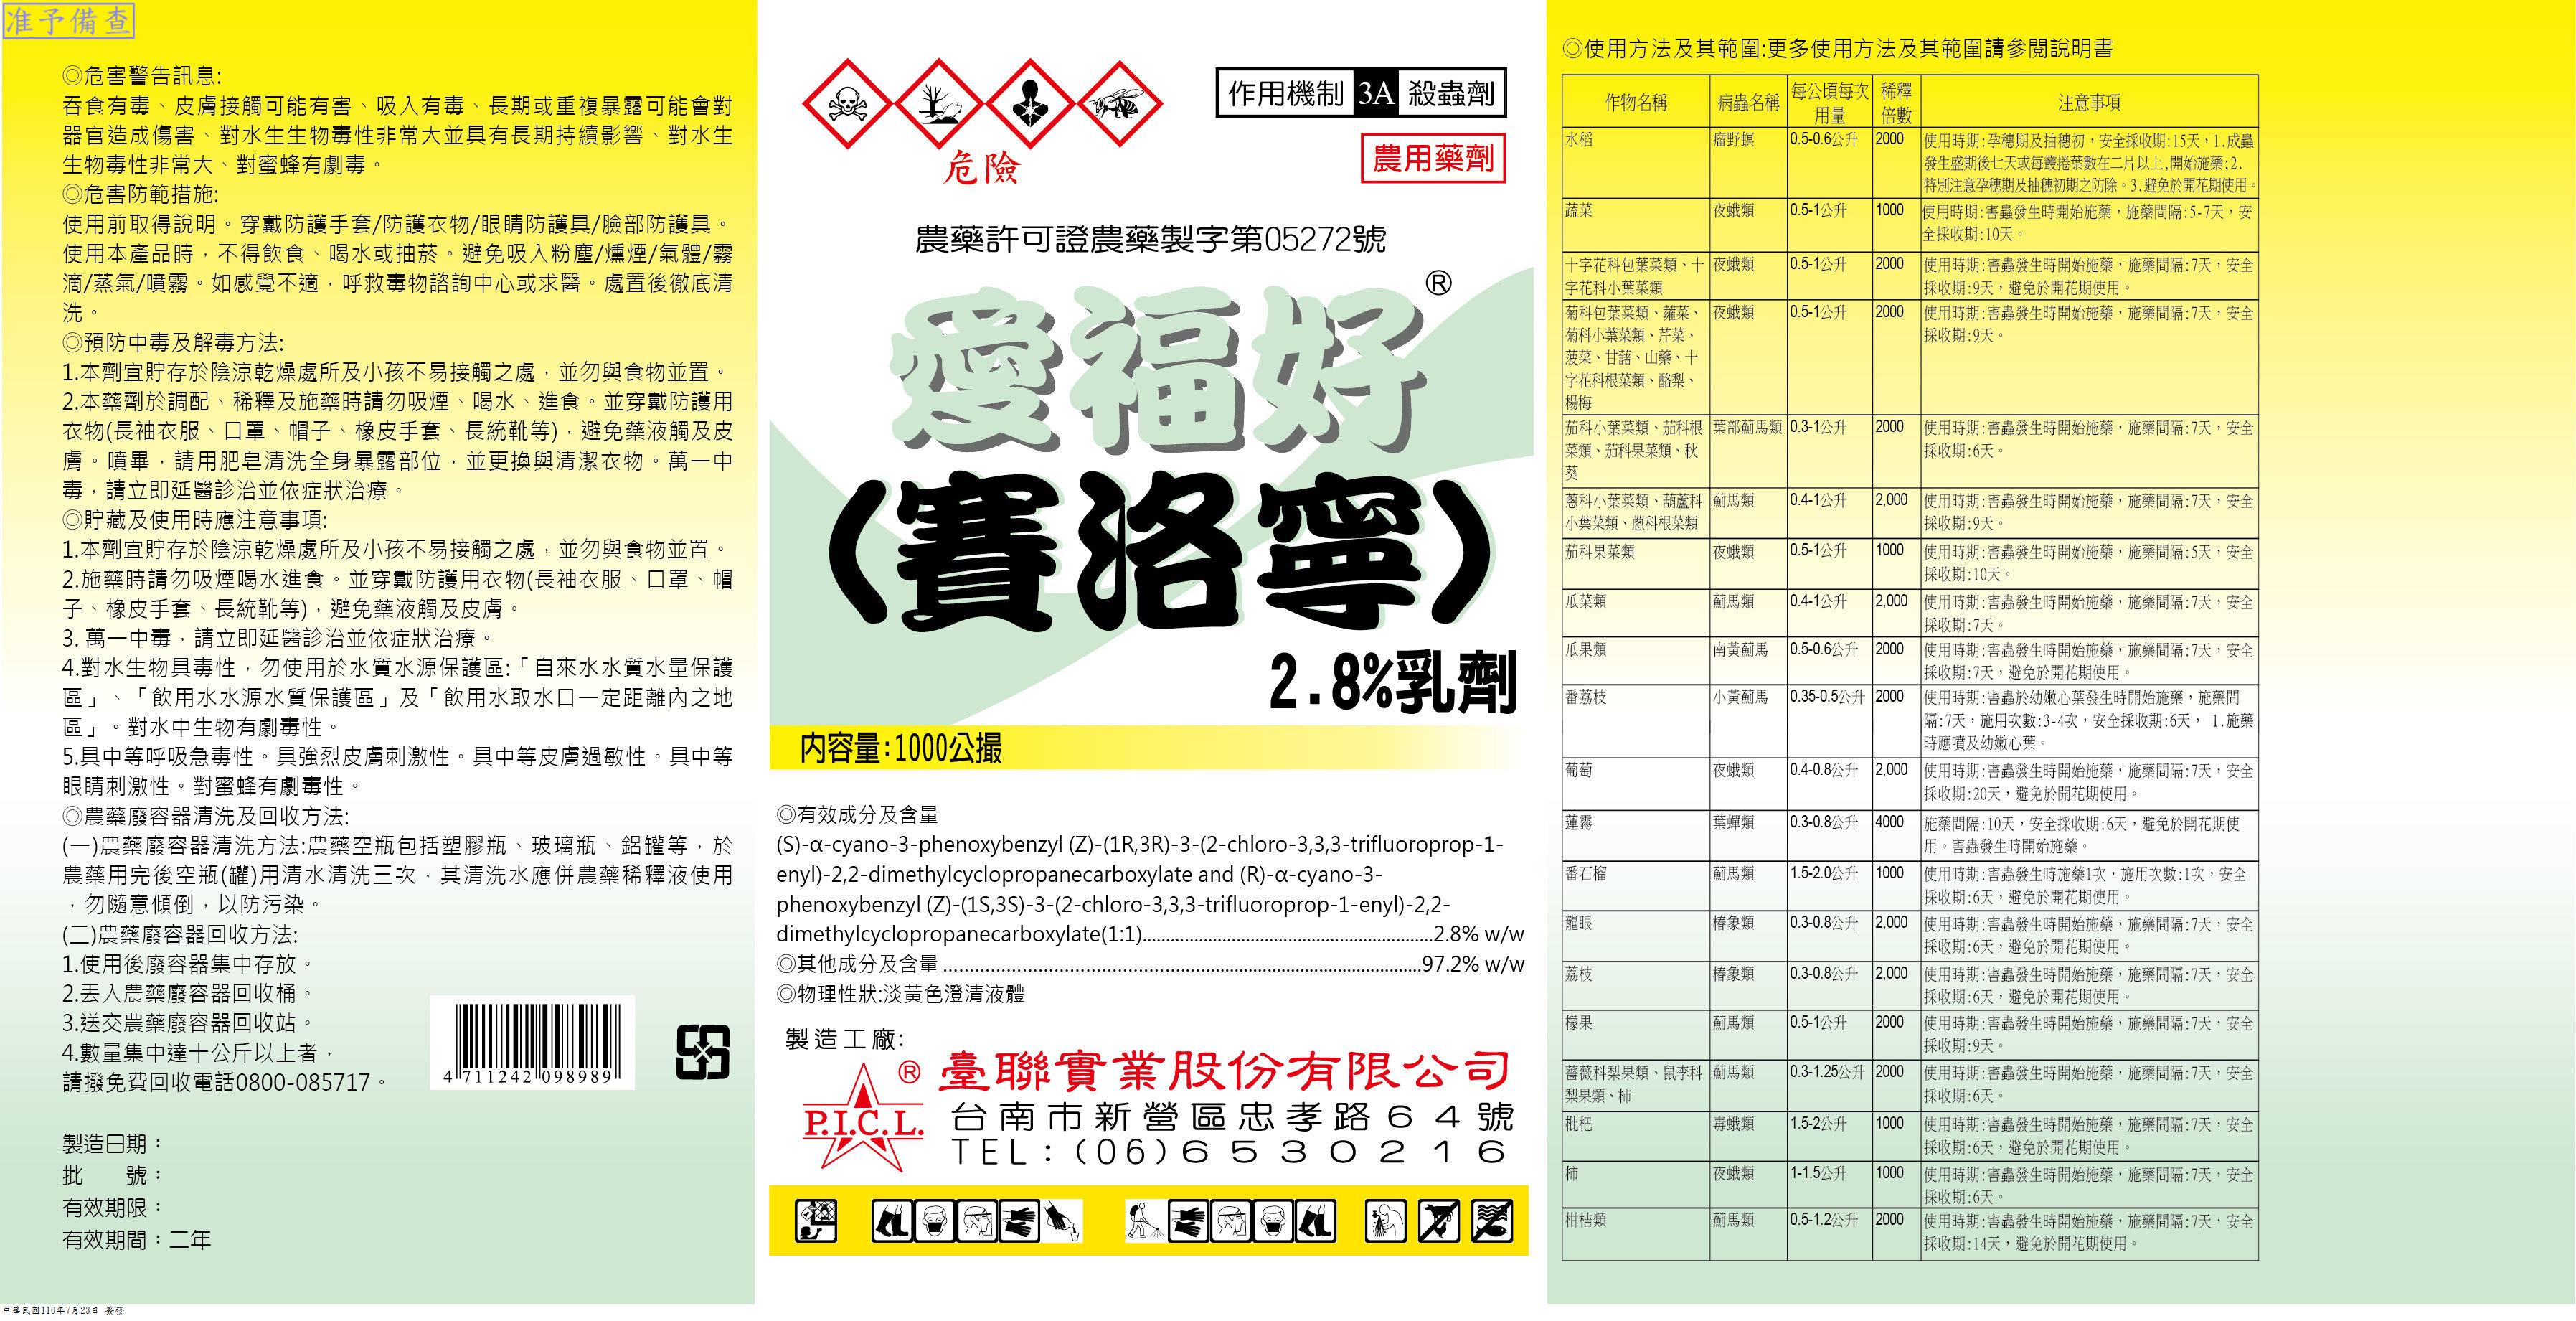 准予備查
◎危害警告訊息:
吞食有毒、皮膚接觸可能有害、吸入有毒、長期或重複暴露可能會對
器官造成傷害、對水生生物毒性非常大並具有長期持續影響、對水生
生物毒性非常大、對蜜蜂有劇毒。
◎危害防範措施:
使用前取得說明。穿戴防護手套/防護衣物/眼睛防護具/臉部防護具。
使用本產品時，不得飲食、喝水或抽菸。避免吸入粉塵/燻煙/氣體/霧
滴/蒸氣/噴霧。如感覺不適，呼救毒物諮詢中心或求醫。處置後徹底清
洗。
◎預防中毒及解毒方法:
1.本劑宜貯存於陰涼乾燥處所及小孩不易接觸之處，並勿與食物並置。
2.本藥劑於調配、稀釋及施藥時請勿吸煙、喝水、進食。並穿戴防護用
衣物(長袖衣服、口罩、帽子、橡皮手套、長統靴等)，避免藥液觸及皮
膚。噴畢，請用肥皂清洗全身暴露部位，並更換與清潔衣物。萬一中
毒，請立即延醫診治並依症狀治療。
◎貯藏及使用時應注意事項:
1.本劑宜貯存於陰涼乾燥處所及小孩不易接觸之處，並勿與食物並置。
2.施藥時請勿吸煙喝水進食。並穿戴防護用衣物(長袖衣服、口罩、帽
子、橡皮手套、長統靴等)，避免藥液觸及皮膚。
3. 萬一中毒，請立即延醫診治並依症狀治療。
4.對水生物具毒性，勿使用於水質水源保護區:「自來水水質水量保護
區」、「飲用水水源水質保護區」及「飲用水取水口一定距離內之地
區」。對水中生物有劇毒性。
5.具中等呼吸急毒性。具強烈皮膚刺激性。具中等皮膚過敏性。具中等
眼睛刺激性。對蜜蜂有劇毒性。
◎農藥廢容器清洗及回收方法:
(一)農藥廢容器清洗方法:農藥空瓶包括塑膠瓶、玻璃瓶、鋁罐等，於
農藥用完後空瓶(罐)用清水清洗三次，其清洗水應併農藥稀釋液使用
，勿隨意傾倒，以防污染。
(二)農藥廢容器回收方法:
1.使用後廢容器集中存放。
2.丟入農藥廢容器回收桶。
3.送交農藥廢容器回收站。
4.數量集中達十公斤以上者，
請撥免費回收電話0800-085717。
4 711242 098989
製造日期：
批　　號：
有效期限：
有效期間：二年
中華民國110年7月23日 簽發
危險
作用機制 3A 殺蟲劑
農用藥劑
農藥許可證農藥製字第05272號
愛福好®
(賽洛寧)
2.8%乳劑
內容量:1000公撮
◎有效成分及含量
(S)-α-cyano-3-phenoxybenzyl (Z)-(1R,3R)-3-(2-chloro-3,3,3-trifluoroprop-1-
enyl)-2,2-dimethylcyclopropanecarboxylate and (R)-α-cyano-3-
phenoxybenzyl (Z)-(1S,3S)-3-(2-chloro-3,3,3-trifluoroprop-1-enyl)-2,2-
dimethylcyclopropanecarboxylate(1:1)..............................................................2.8% w/w
◎其他成分及含量 ..........................................................................................97.2% w/w
◎物理性狀:淡黃色澄清液體
製造工廠:
® 臺聯實業股份有限公司
P.I.C.L.
台南市新營區忠孝路64號
TEL:(06)6530216
◎使用方法及其範圍:更多使用方法及其範圍請參閱說明書
作物名稱 病蟲名稱 每公頃每次用量 稀釋倍數 注意事項
水稻 瘤野螟 0.5-0.6公升 2000 使用時期:孕穗期及抽穗初，安全採收期:15天，1.成蟲
發生盛期後七天或每叢捲葉數在二片以上,開始施藥;2.
特別注意孕穗期及抽穗初期之防除。3.避免於開花期使用。
蔬菜 夜蛾類 0.5-1公升 1000 使用時期:害蟲發生時開始施藥，施藥間隔:5-7天，安
全採收期:10天。
十字花科包葉菜類、十字花科小葉菜類 夜蛾類 0.5-1公升 2000 使用時期:害蟲發生時開始施藥，施藥間隔:7天，安全
採收期:9天，避免於開花期使用。
菊科包葉菜類、蕹菜、菊科小葉菜類、芹菜、菠菜、甘藷、山藥、十字花科根菜類、酪梨、楊梅 夜蛾類 0.5-1公升 2000 使用時期:害蟲發生時開始施藥，施藥間隔:7天，安全
採收期:9天。
茄科小葉菜類、茄科根菜類、茄科果菜類、秋葵 葉部薊馬類 0.3-1公升 2000 使用時期:害蟲發生時開始施藥，施藥間隔:7天，安全
採收期:6天。
蔥科小葉菜類、葫蘆科小葉菜類、蔥科根菜類 薊馬類 0.4-1公升 2,000 使用時期:害蟲發生時開始施藥，施藥間隔:7天，安全
採收期:9天。
茄科果菜類 夜蛾類 0.5-1公升 1000 使用時期:害蟲發生時開始施藥，施藥間隔:5天，安全
採收期:10天。
瓜菜類 薊馬類 0.4-1公升 2,000 使用時期:害蟲發生時開始施藥，施藥間隔:7天，安全
採收期:7天。
瓜果類 南黃薊馬 0.5-0.6公升 2000 使用時期:害蟲發生時開始施藥，施藥間隔:7天，安全
採收期:7天，避免於開花期使用。
番荔枝 小黃薊馬 0.35-0.5公升 2000 使用時期:害蟲於幼嫩心葉發生時開始施藥，施藥間
隔:7天，施用次數:3-4次，安全採收期:6天， 1.施藥
時應噴及幼嫩心葉。
葡萄 夜蛾類 0.4-0.8公升 2,000 使用時期:害蟲發生時開始施藥，施藥間隔:7天，安全
採收期:20天，避免於開花期使用。
蓮霧 葉蟬類 0.3-0.8公升 4000 施藥間隔:10天，安全採收期:6天，避免於開花期使
用。害蟲發生時開始施藥。
番石榴 薊馬類 1.5-2.0公升 1000 使用時期:害蟲發生時施藥1次，施用次數:1次，安全
採收期:6天，避免於開花期使用。
龍眼 椿象類 0.3-0.8公升 2,000 使用時期:害蟲發生時開始施藥，施藥間隔:7天，安全
採收期:6天，避免於開花期使用。
荔枝 椿象類 0.3-0.8公升 2,000 使用時期:害蟲發生時開始施藥，施藥間隔:7天，安全
採收期:6天，避免於開花期使用。
檬果 薊馬類 0.5-1公升 2000 使用時期:害蟲發生時開始施藥，施藥間隔:7天，安全
採收期:9天。
薔薇科梨果類、鼠李科梨果類、柿 薊馬類 0.3-1.25公升 2000 使用時期:害蟲發生時開始施藥，施藥間隔:7天，安全
採收期:6天。
枇杷 毒蛾類 1.5-2公升 1000 使用時期:害蟲發生時開始施藥，施藥間隔:7天，安全
採收期:6天，避免於開花期使用。
柿 夜蛾類 1-1.5公升 1000 使用時期:害蟲發生時開始施藥，施藥間隔:7天，安全
採收期:6天。
柑桔類 薊馬類 0.5-1.2公升 2000 使用時期:害蟲發生時開始施藥，施藥間隔:7天，安全
採收期:14天，避免於開花期使用。